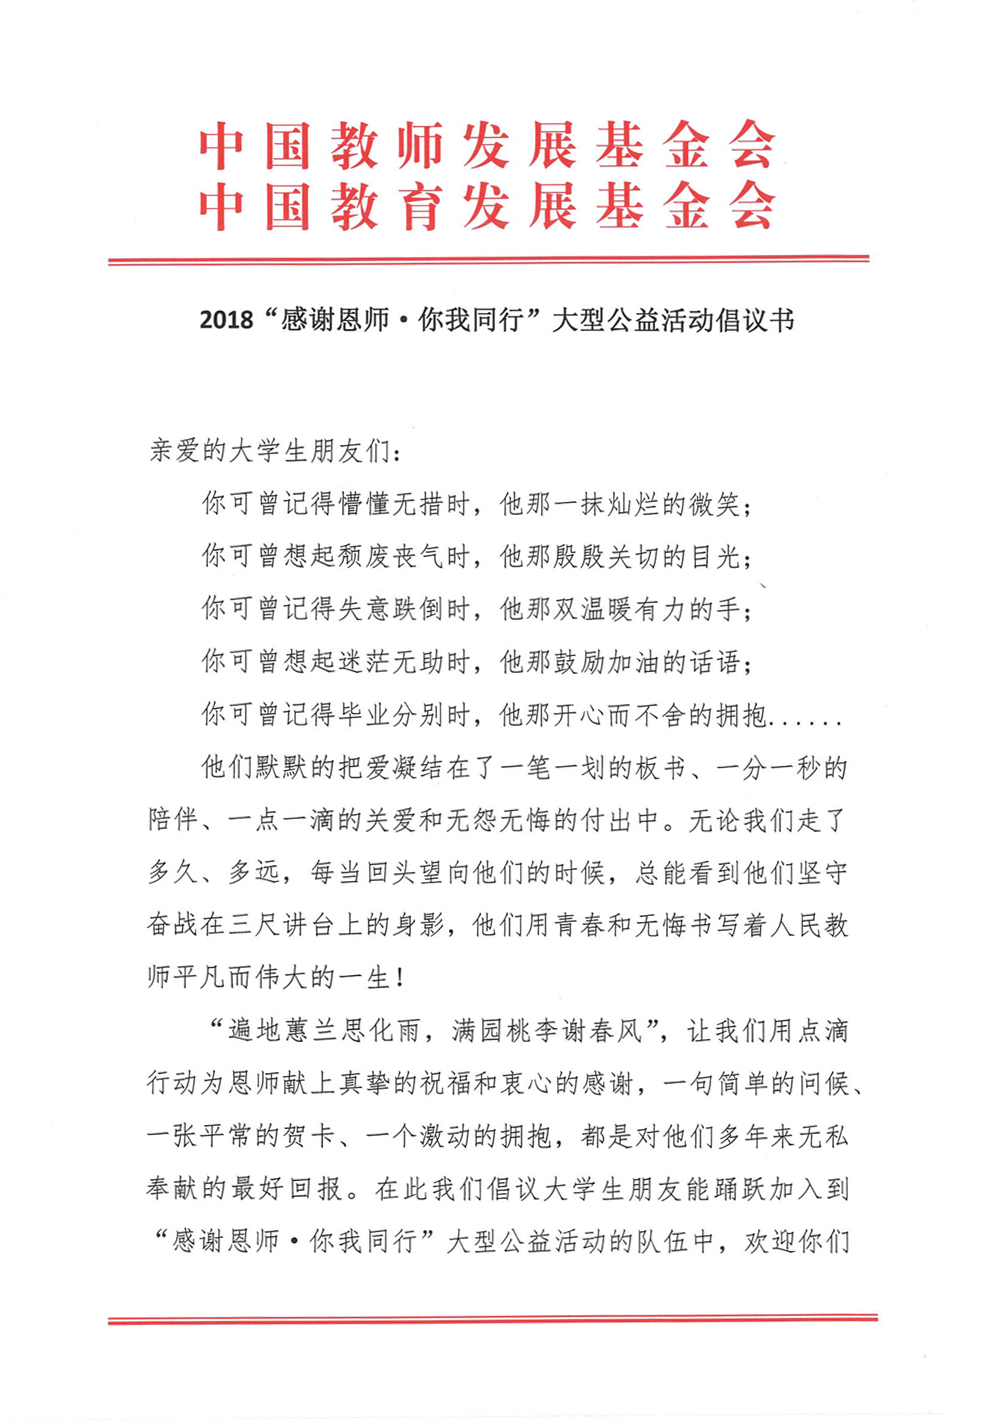 中国教师发展基金会
中国教育发展基金会
2018“感谢恩师·你我同行”大型公益活动倡议书
亲爱的大学生朋友们：
你可曾记得懵懂无措时，他那一抹灿烂的微笑；
你可曾想起颓废丧气时，他那殷殷关切的目光；
你可曾记得失意跌倒时，他那双温暖有力的手；
你可曾想起迷茫无助时，他那鼓励加油的话语；
你可曾记得毕业分别时，他那开心而不舍的拥抱......
他们默默的把爱凝结在了一笔一划的板书、一分一秒的
陪伴、一点一滴的关爱和无怨无悔的付出中。无论我们走了
多久、多远，每当回头望向他们的时候，总能看到他们坚守
奋战在三尺讲台上的身影，他们用青春和无悔书写着人民教
师平凡而伟大的一生！
“遍地蕙兰思化雨，满园桃李谢春风”，让我们用点滴
行动为恩师献上真挚的祝福和衷心的感谢，一句简单的问候、
一张平常的贺卡、一个激动的拥抱，都是对他们多年来无私
奉献的最好回报。在此我们倡议大学生朋友能踊跃加入到
“感谢恩师·你我同行”大型公益活动的队伍中，欢迎你们